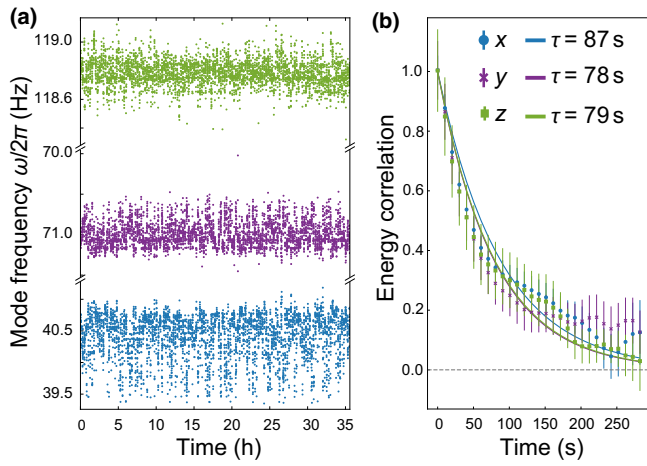 (a)
Mode frequency ω/2π (Hz)
119.0
118.6
70.0
71.0
40.5
39.5
0 5 10 15 20 25 30 35
Time (h)
(b)
Energy correlation
x τ = 87 s
y τ = 78 s
z τ = 79 s
1.0
0.8
0.6
0.4
0.2
0.0
0 50 100 150 200 250
Time (s)